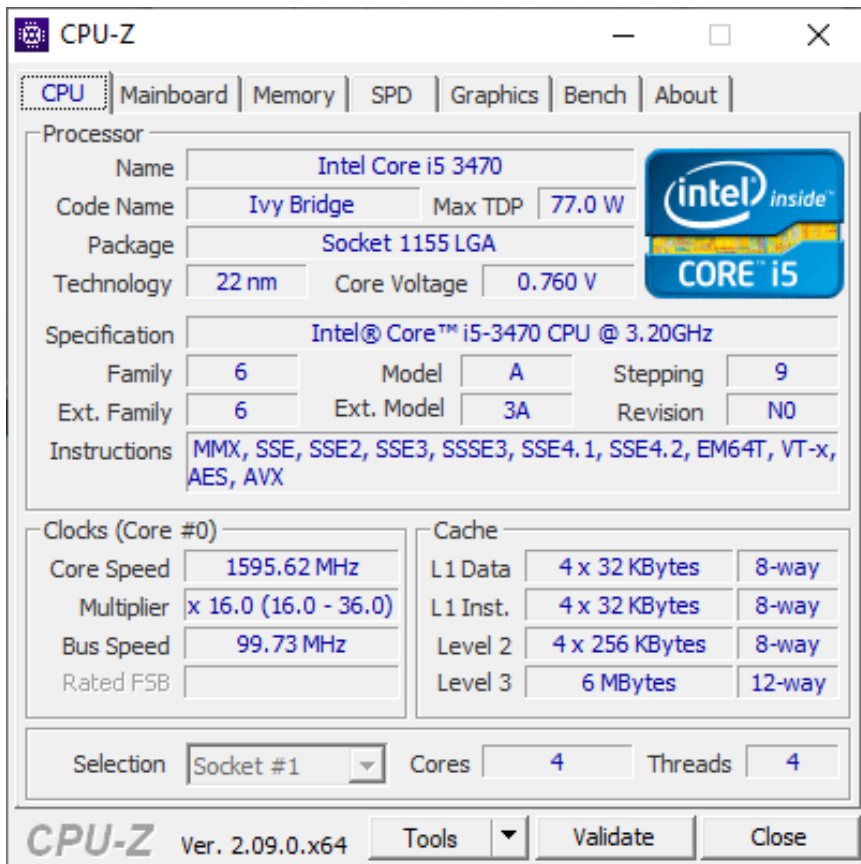 CPU-Z
CPU Mainboard Memory SPD Graphics Bench About
Processor
Name Intel Core i5 3470
Code Name Ivy Bridge Max TDP 77.0 W
Package Socket 1155 LGA
Technology 22 nm Core Voltage 0.760 V
intel inside™
CORE™ i5
Specification Intel® Core™ i5-3470 CPU @ 3.20GHz
Family 6 Model A Stepping 9
Ext. Family 6 Ext. Model 3A Revision N0
Instructions MMX, SSE, SSE2, SSE3, SSSE3, SSE4.1, SSE4.2, EM64T, VT-x,
AES, AVX
Clocks (Core #0)
Core Speed 1595.62 MHz
Multiplier x 16.0 (16.0 - 36.0)
Bus Speed 99.73 MHz
Rated FSB
Cache
L1 Data 4 x 32 KBytes 8-way
L1 Inst. 4 x 32 KBytes 8-way
Level 2 4 x 256 KBytes 8-way
Level 3 6 MBytes 12-way
Selection Socket #1 Cores 4 Threads 4
CPU-Z Ver. 2.09.0.x64 Tools Validate Close